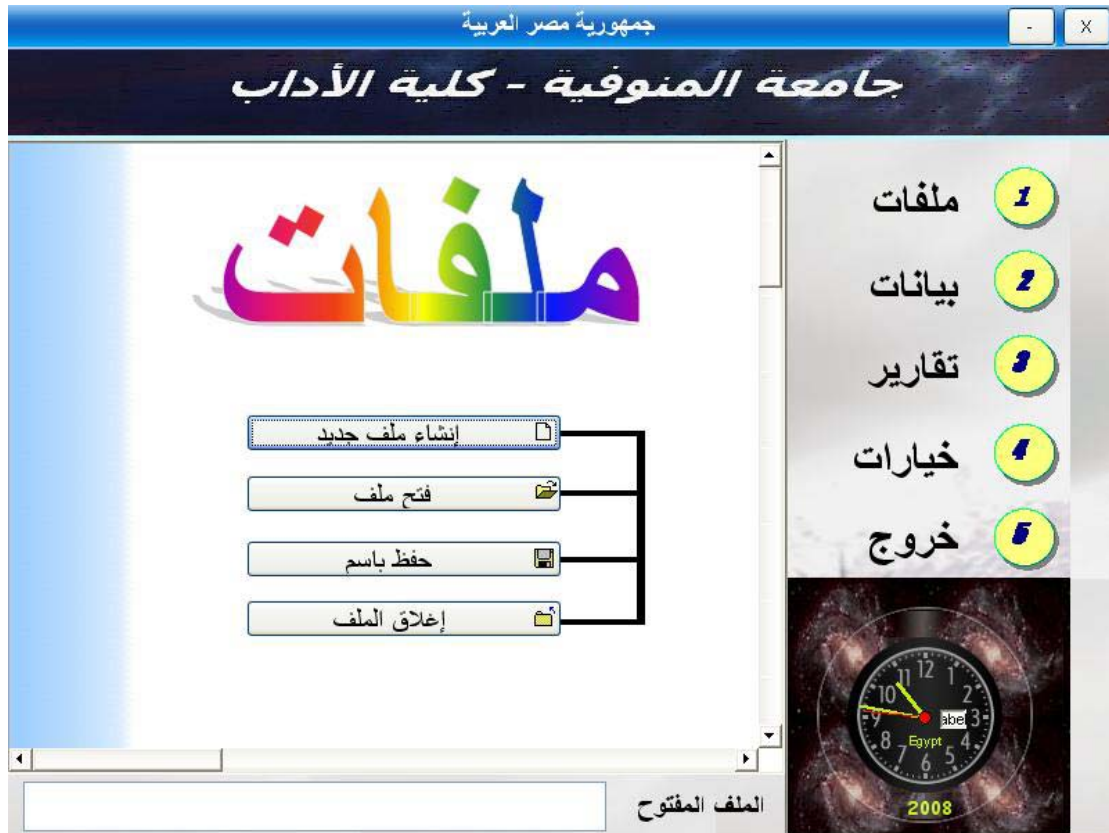 جمهورية مصر العربية
- X
جامعة المنوفية - كلية الأداب
ملفات
إنشاء ملف جديد
فتح ملف
حفظ باسم
إغلاق الملف
1 ملفات
2 بيانات
3 تقارير
4 خيارات
5 خروج
12
11 1
10 2
9 abel 3
8 Egypt 4
7 6 5
2008
الملف المفتوح